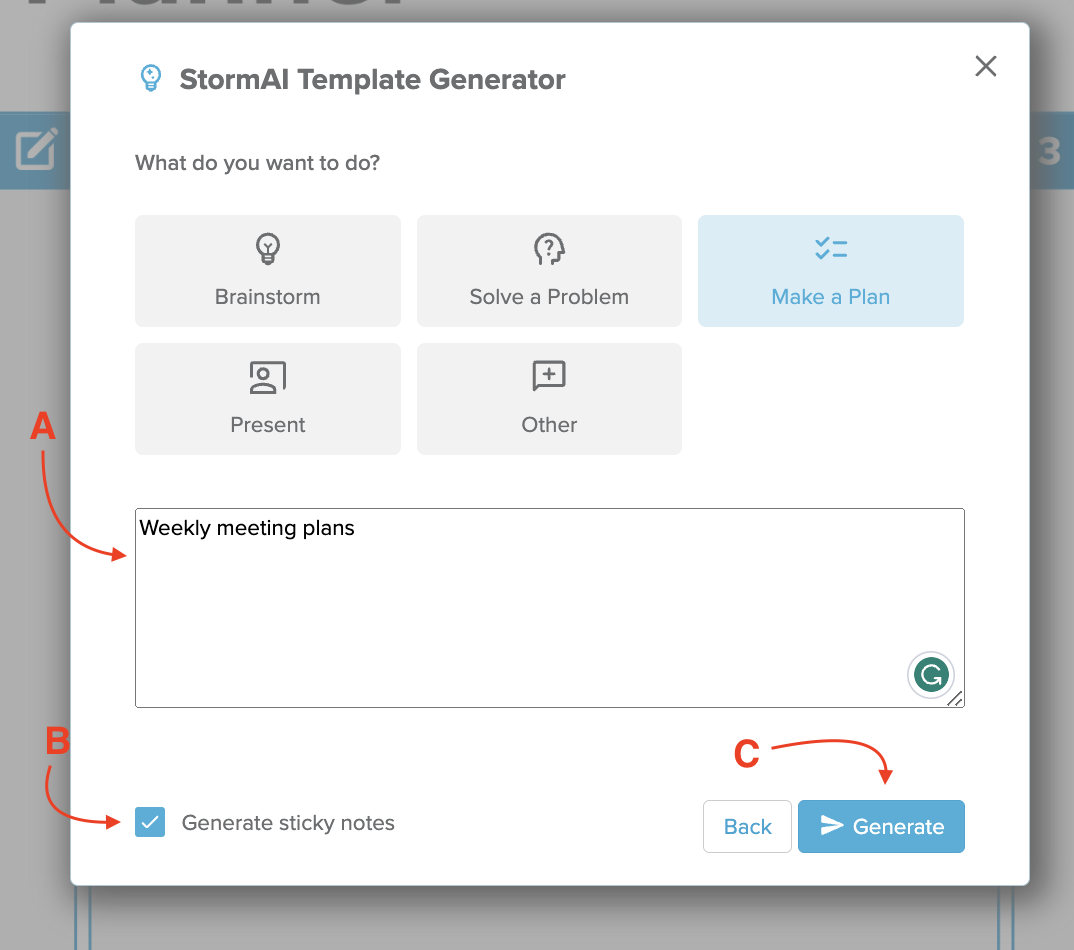 StormAI Template Generator
What do you want to do?
3
Brainstorm
Solve a Problem
Make a Plan
Present
Other
A
Weekly meeting plans
B
C
Generate sticky notes
Back
Generate